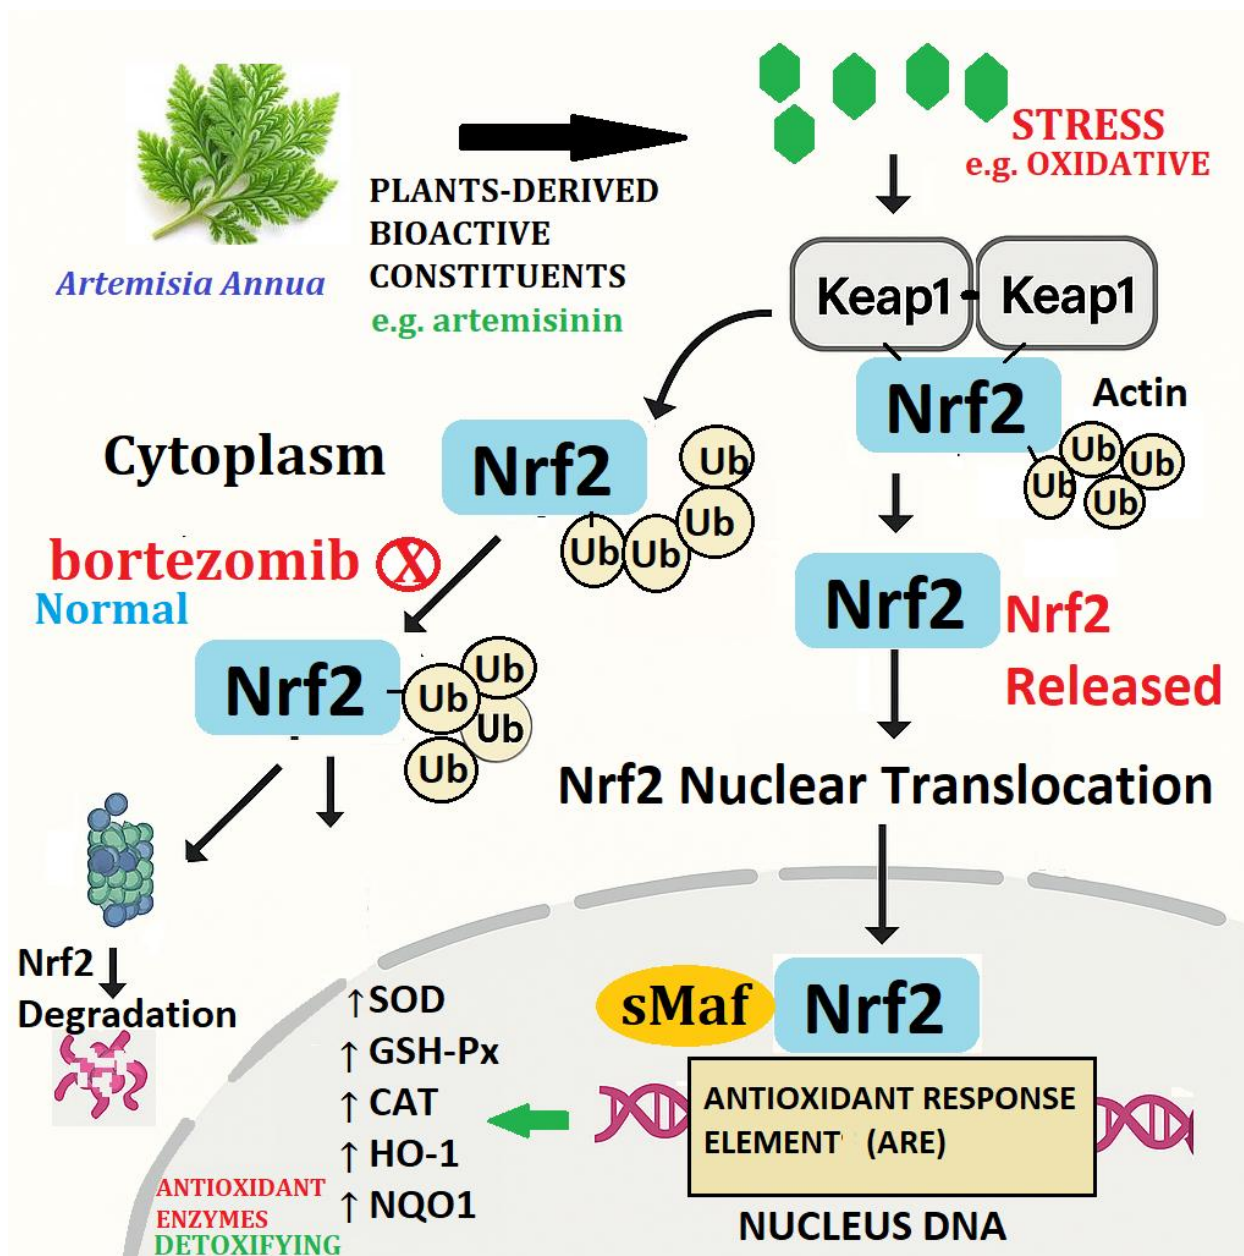 STRESS
e.g. OXIDATIVE
PLANTS-DERIVED
BIOACTIVE
CONSTITUENTS
e.g. artemisinin
Artemisia Annua
Keap1
Keap1
Nrf2
Actin
Ub
Ub
Ub
Ub
Cytoplasm
Nrf2
Ub
Ub
Ub
Ub
bortezomib X
Normal
Nrf2
Ub
Ub
Ub
Ub
Nrf2
Nrf2
Released
Nrf2 Nuclear Translocation
Nrf2
Degradation
sMaf
Nrf2
ANTIOXIDANT RESPONSE
ELEMENT (ARE)
NUCLEUS DNA
↑SOD
↑ GSH-Px
↑ CAT
↑ HO-1
↑ NQO1
ANTIOXIDANT
ENZYMES
DETOXIFYING